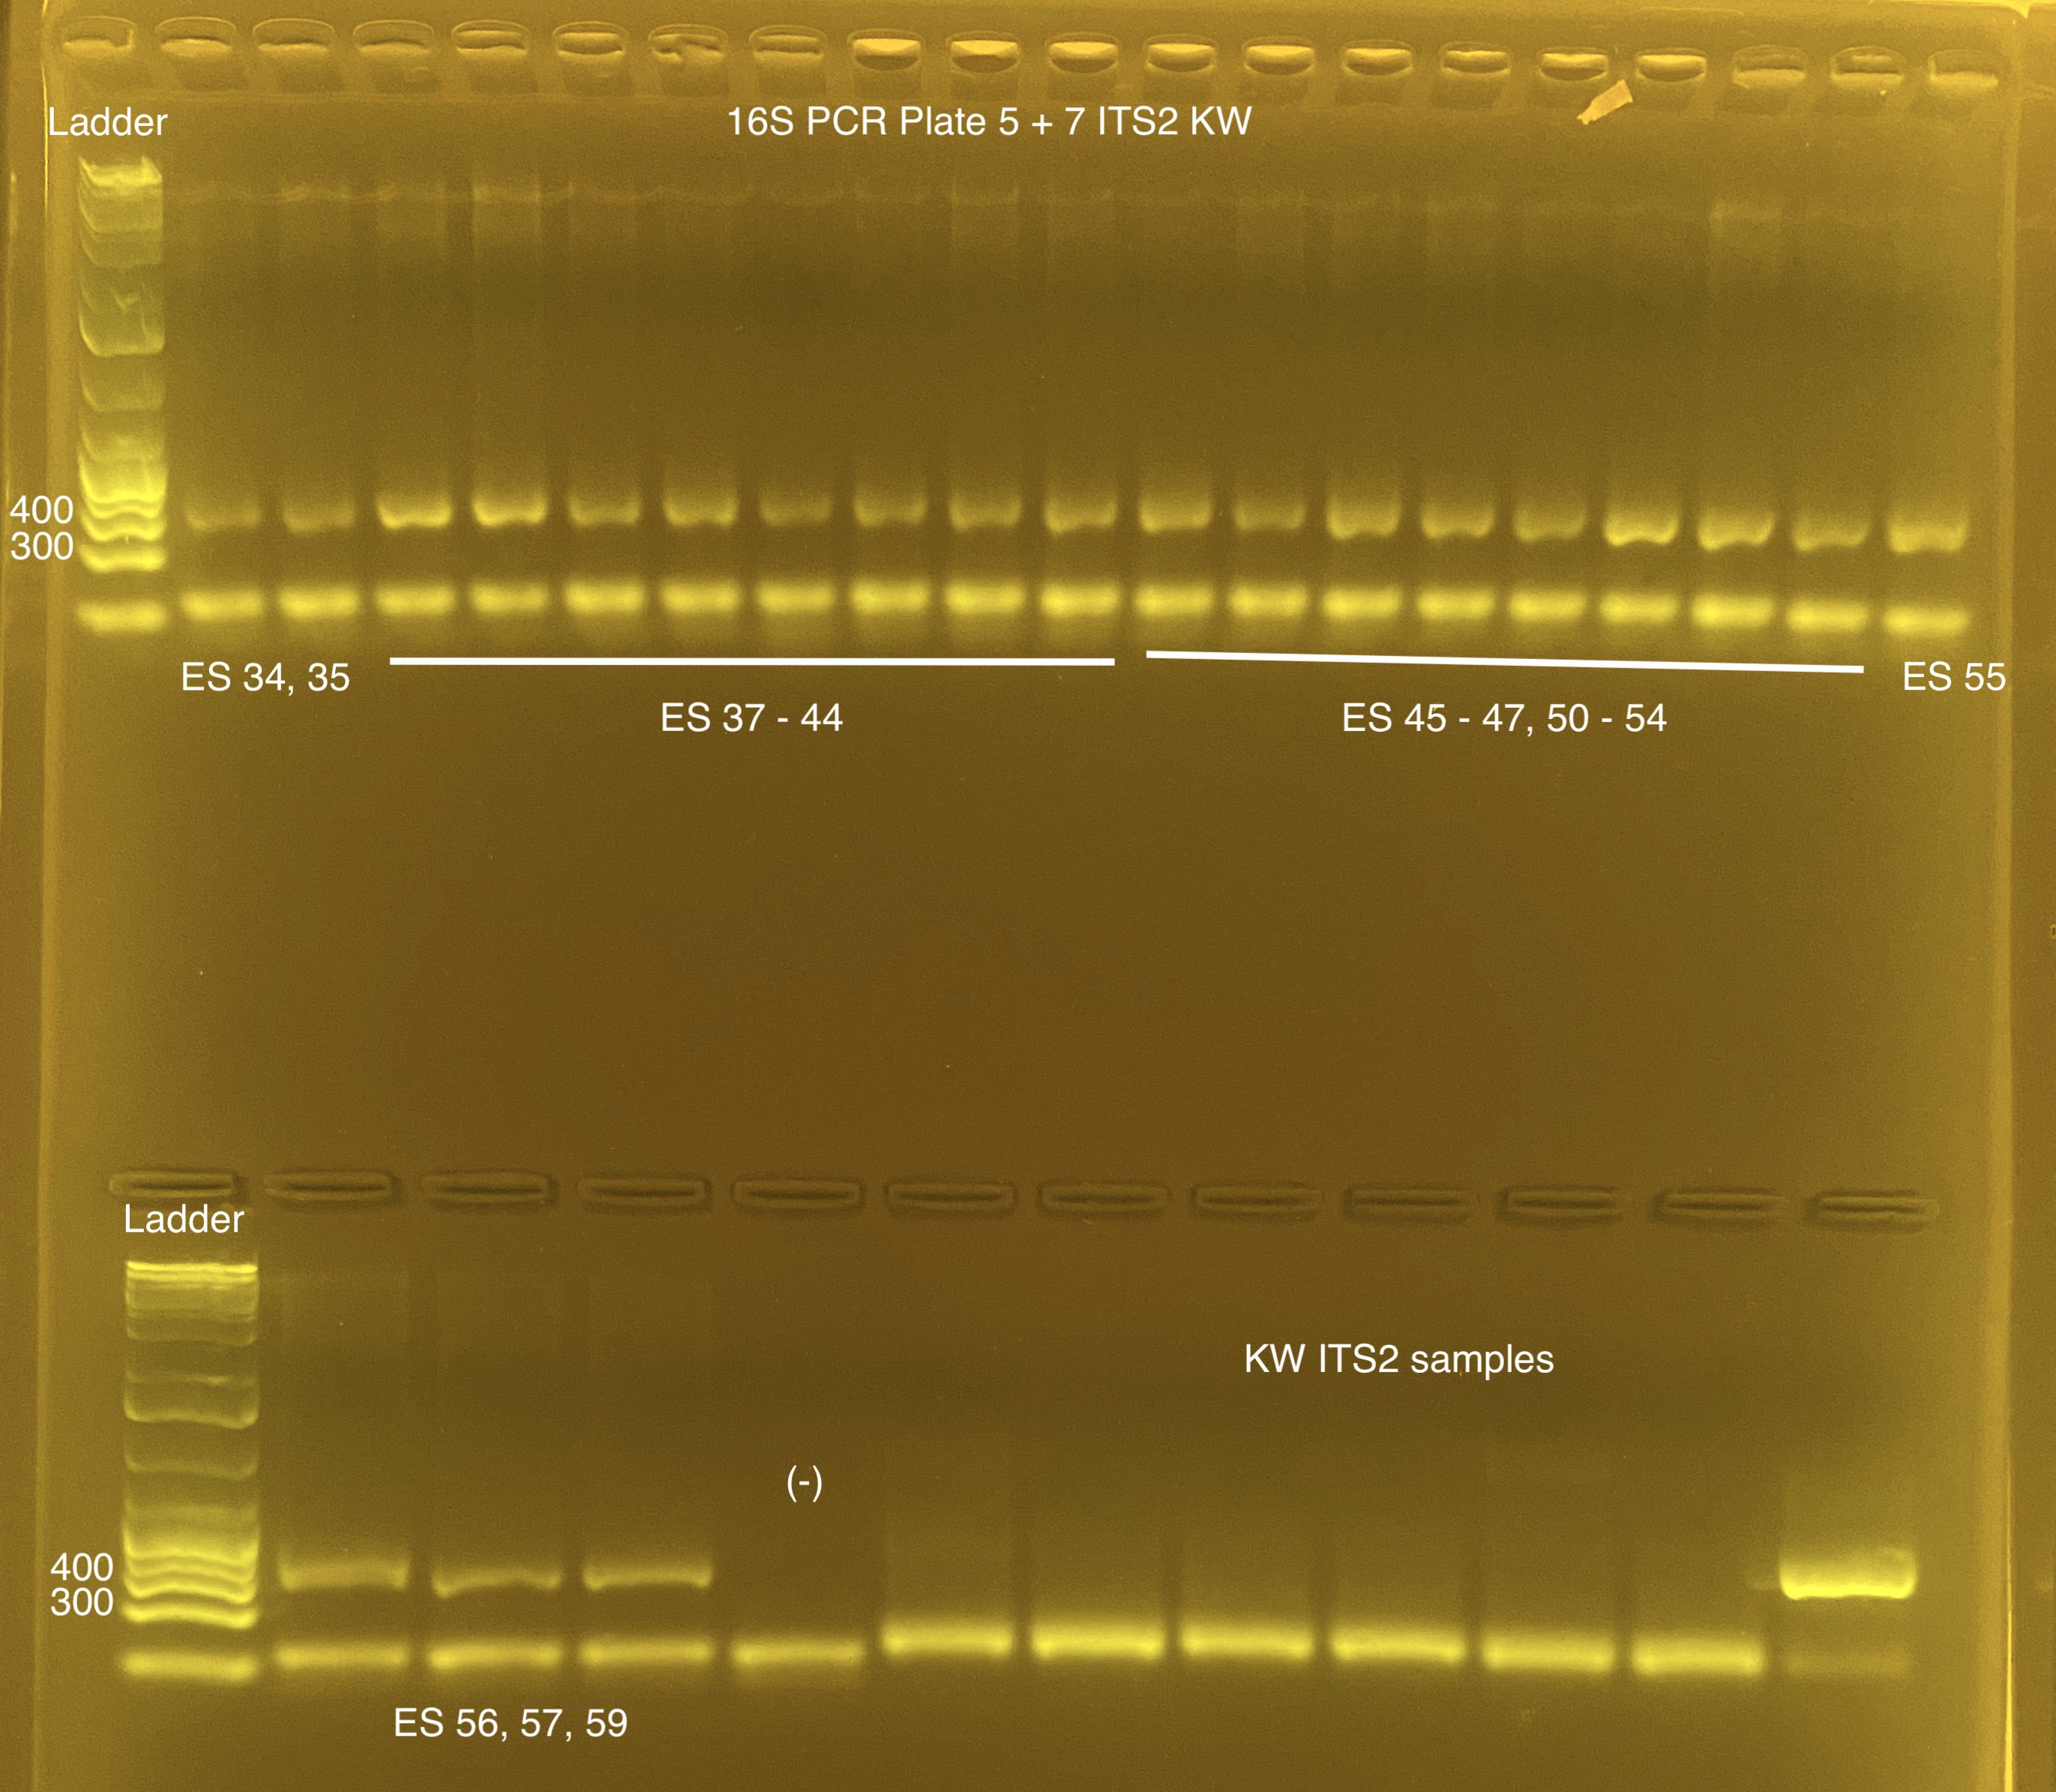 Ladder
16S PCR Plate 5 + 7 ITS2 KW
400
300
ES 34, 35
ES 37 - 44
ES 45 - 47, 50 - 54
ES 55
Ladder
KW ITS2 samples
(-)
400
300
ES 56, 57, 59